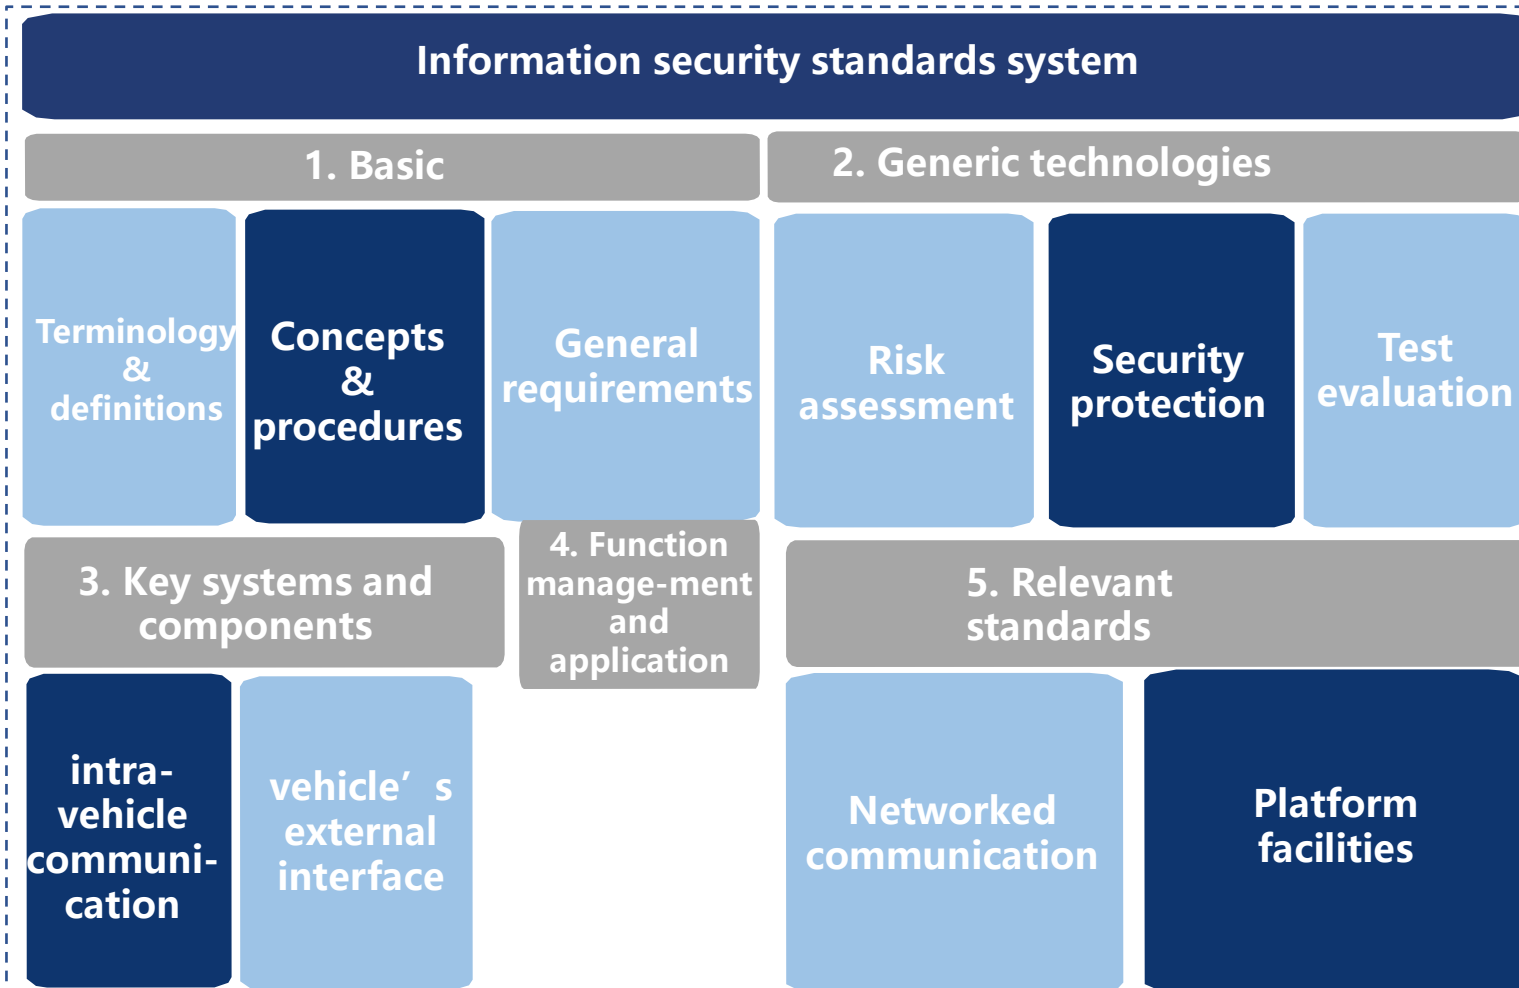 Information security standards system
1. Basic
2. Generic technologies
Terminology
&
definitions
Concepts
&
procedures
General
requirements
Risk
assessment
Security
protection
Test
evaluation
3. Key systems and
components
4. Function
manage-ment
and
application
5. Relevant
standards
intra-
vehicle
communi-
cation
vehicle’s
external
interface
Networked
communication
Platform
facilities